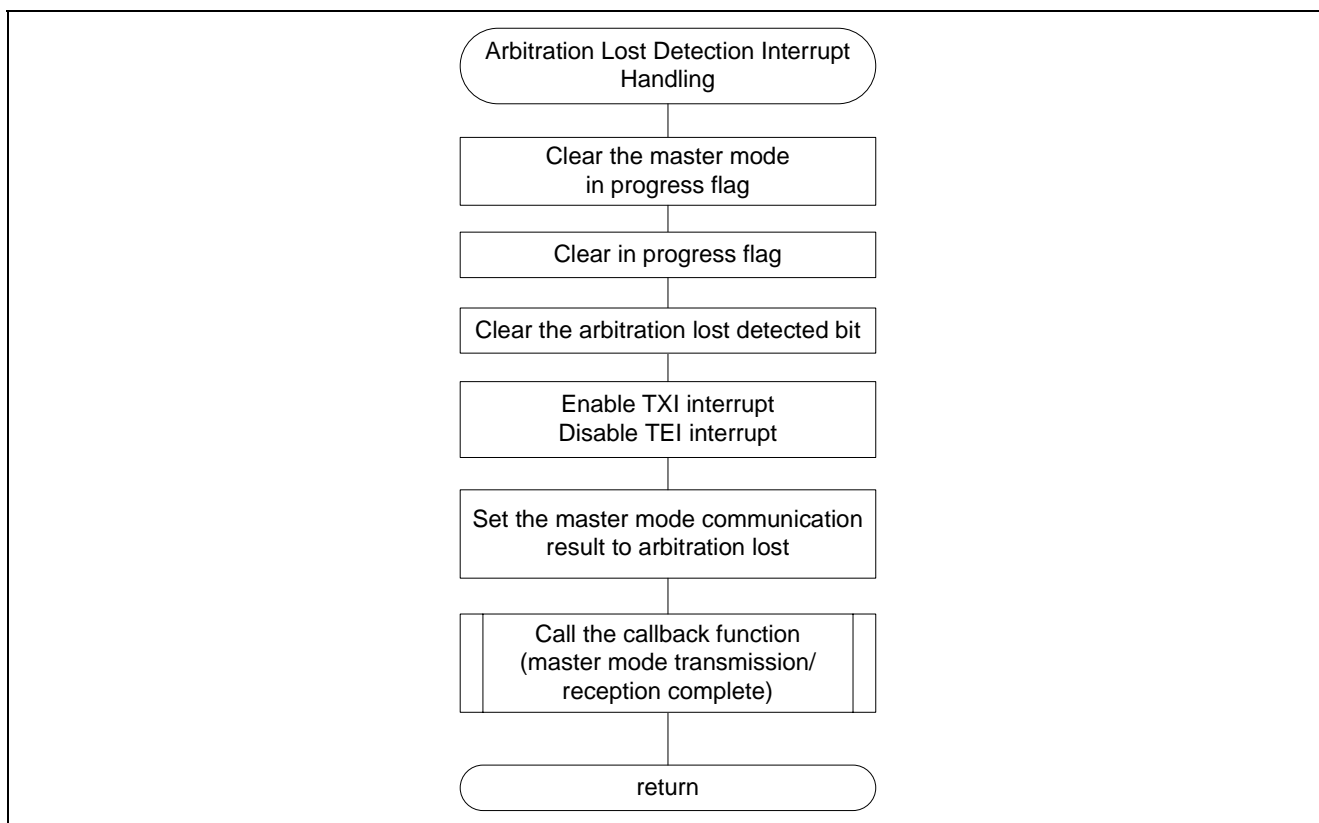 Arbitration Lost Detection Interrupt
Handling
Clear the master mode
in progress flag
Clear in progress flag
Clear the arbitration lost detected bit
Enable TXI interrupt
Disable TEI interrupt
Set the master mode communication
result to arbitration lost
Call the callback function
(master mode transmission/
reception complete)
return